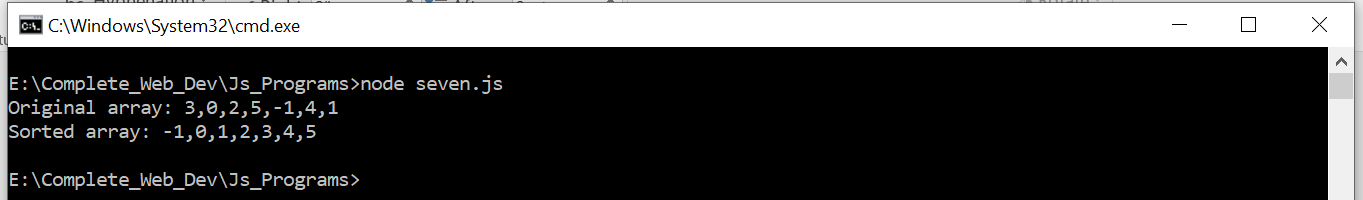 C:\Windows\System32\cmd.exe
E:\Complete_Web_Dev\Js_Programs>node seven.js
Original array: 3,0,2,5,-1,4,1
Sorted array: -1,0,1,2,3,4,5
E:\Complete_Web_Dev\Js_Programs>